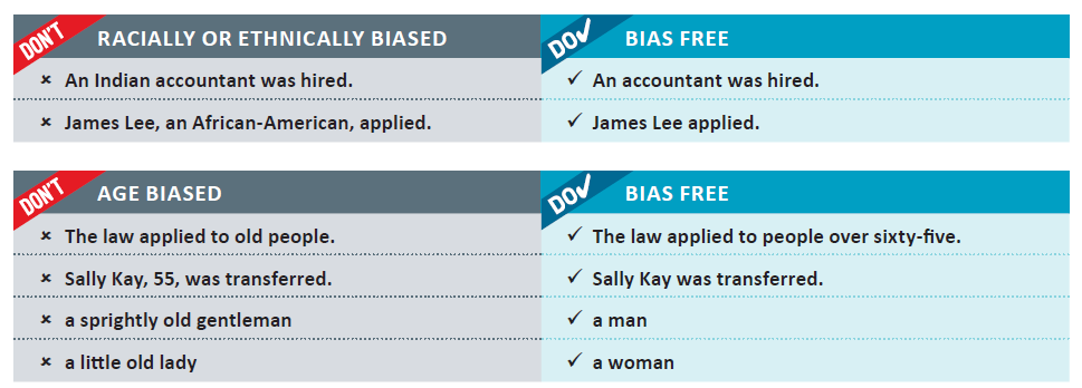 DON'T RACIALLY OR ETHNICALLY BIASED DO✓ BIAS FREE
× An Indian accountant was hired. ✓ An accountant was hired.
× James Lee, an African-American, applied. ✓ James Lee applied.
DON'T AGE BIASED DO✓ BIAS FREE
× The law applied to old people. ✓ The law applied to people over sixty-five.
× Sally Kay, 55, was transferred. ✓ Sally Kay was transferred.
× a sprightly old gentleman ✓ a man
× a little old lady ✓ a woman